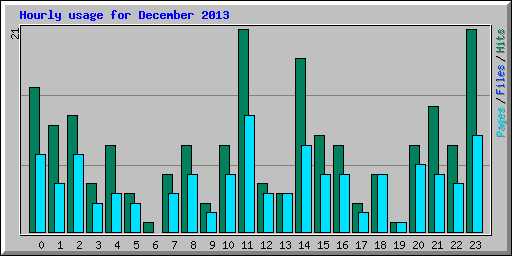 Hourly usage for December 2013
21
Pages/Files/Hits
0 1 2 3 4 5 6 7 8 9 10 11 12 13 14 15 16 17 18 19 20 21 22 23